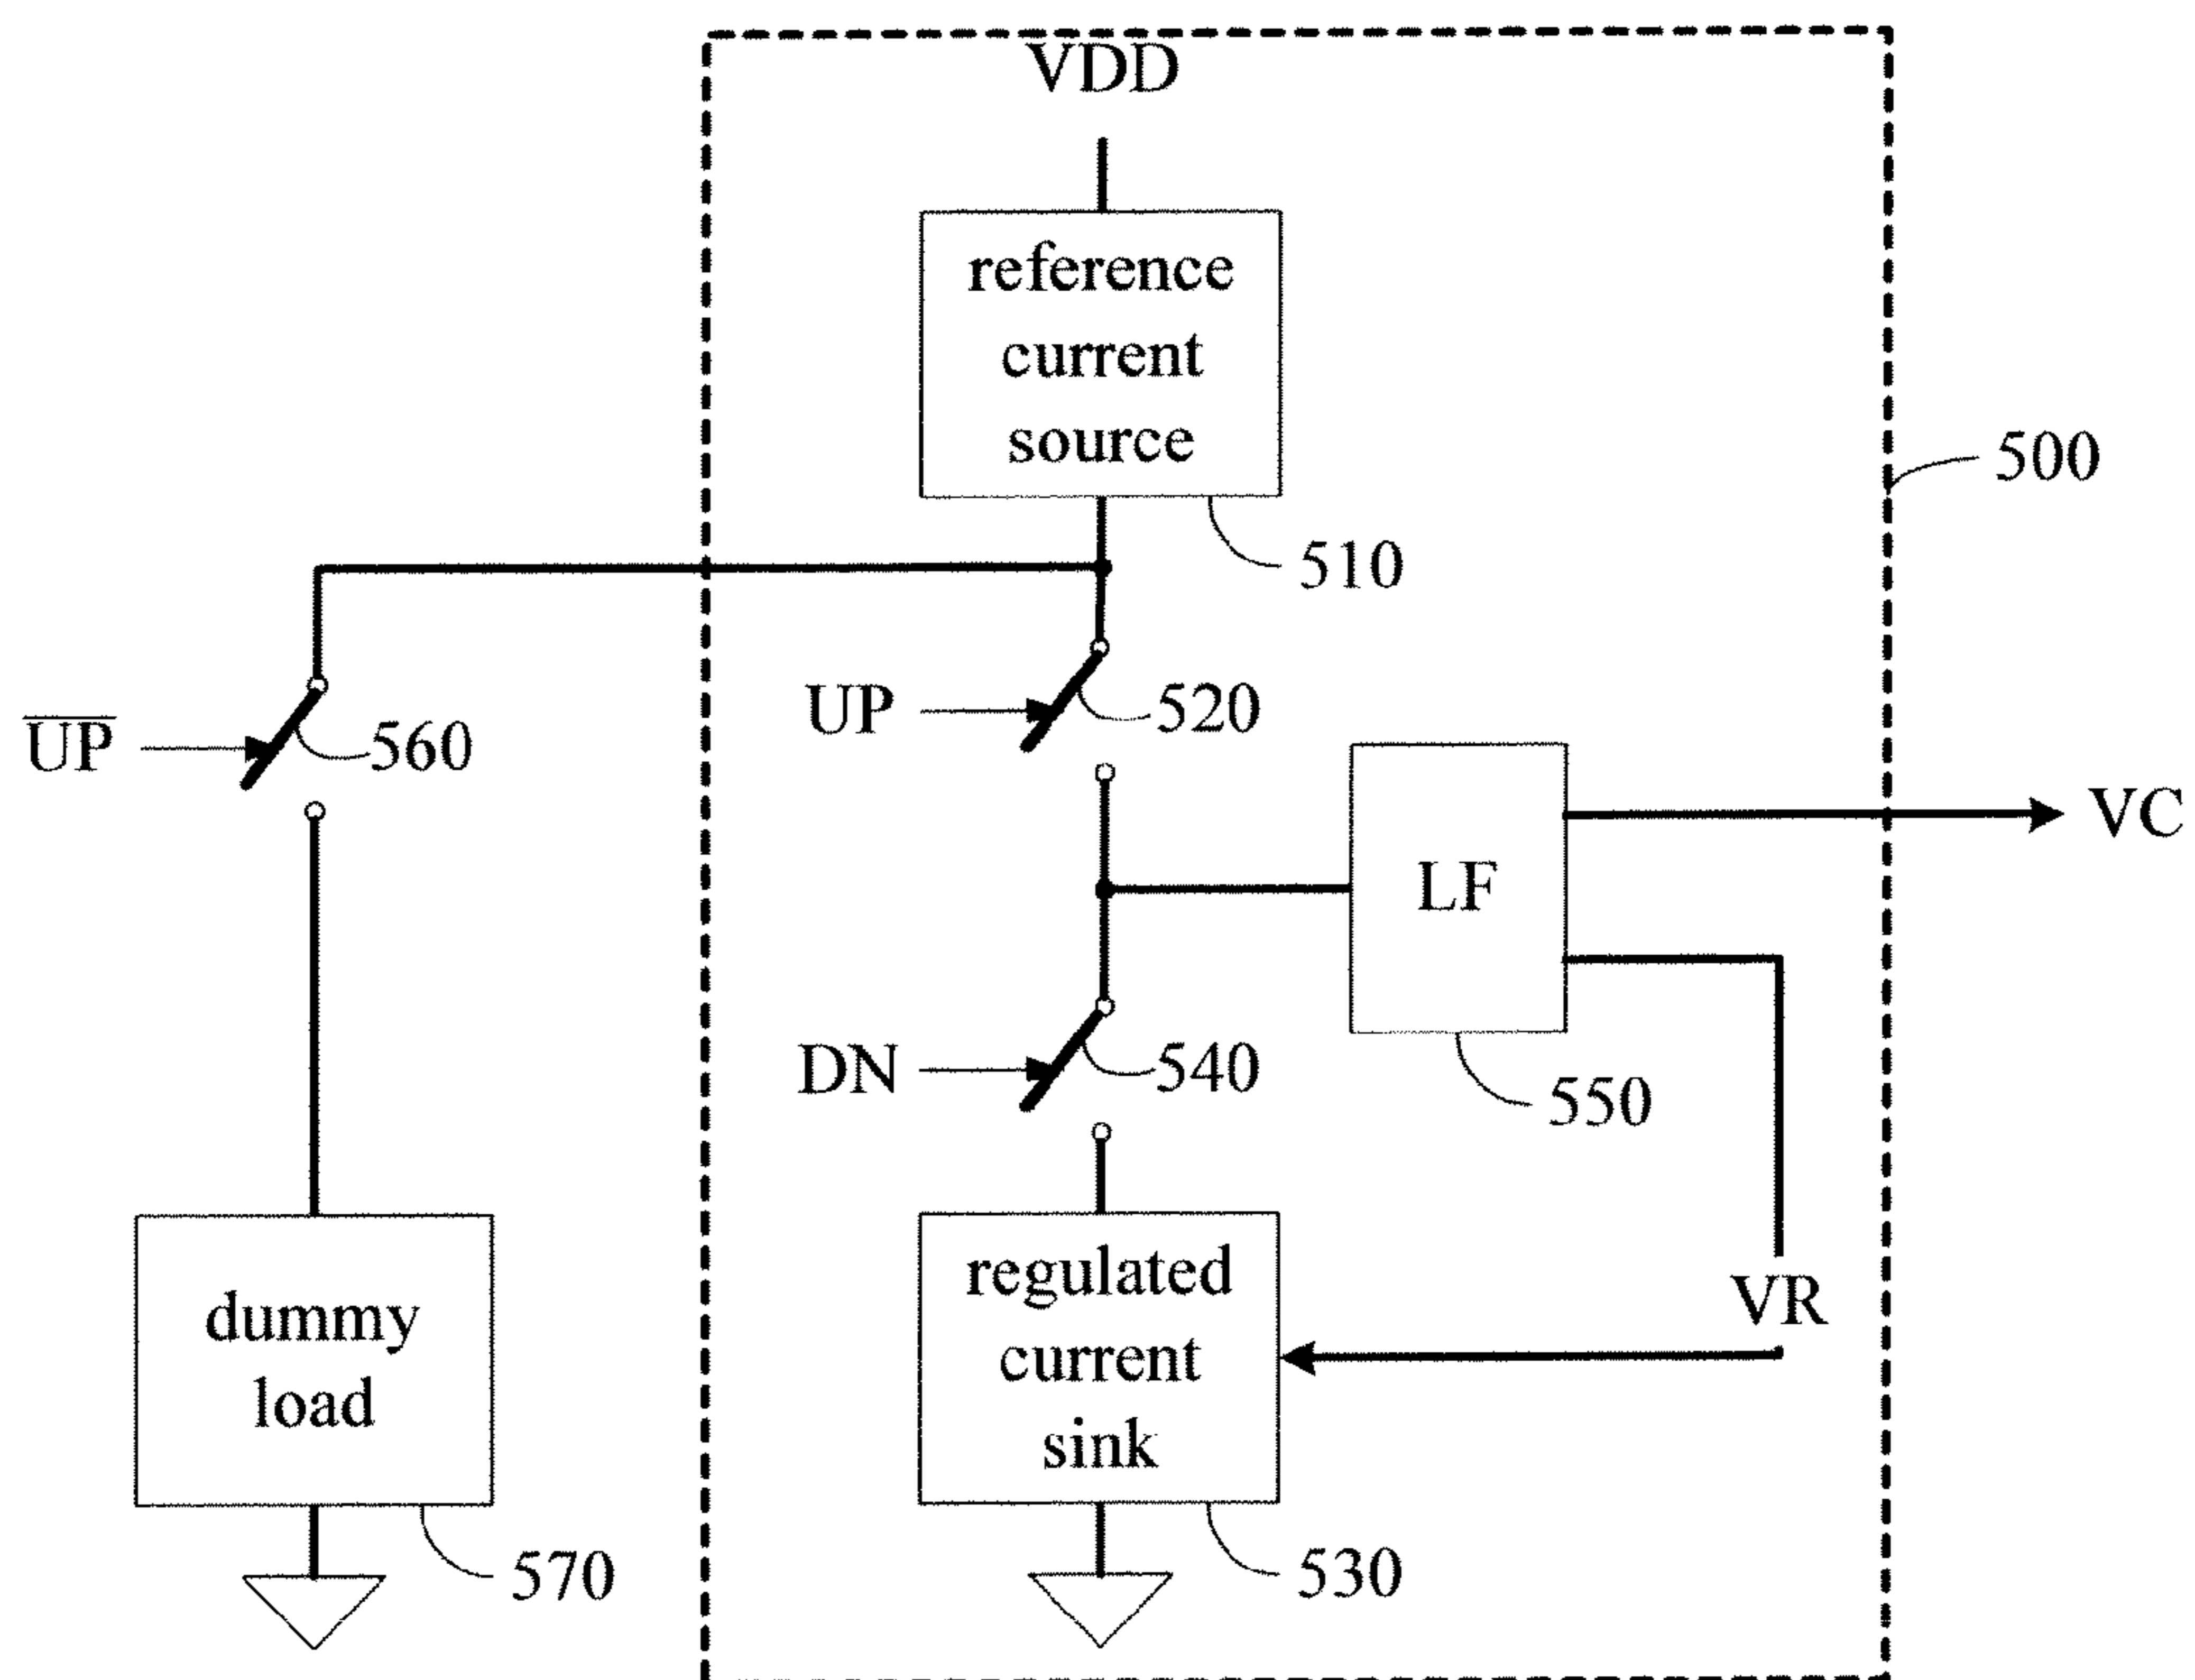 VDD
reference
current
source
500
510
UP
520
U̅P̅
560
VC
LF
DN
540
550
regulated
current
sink
VR
dummy
load
570
530